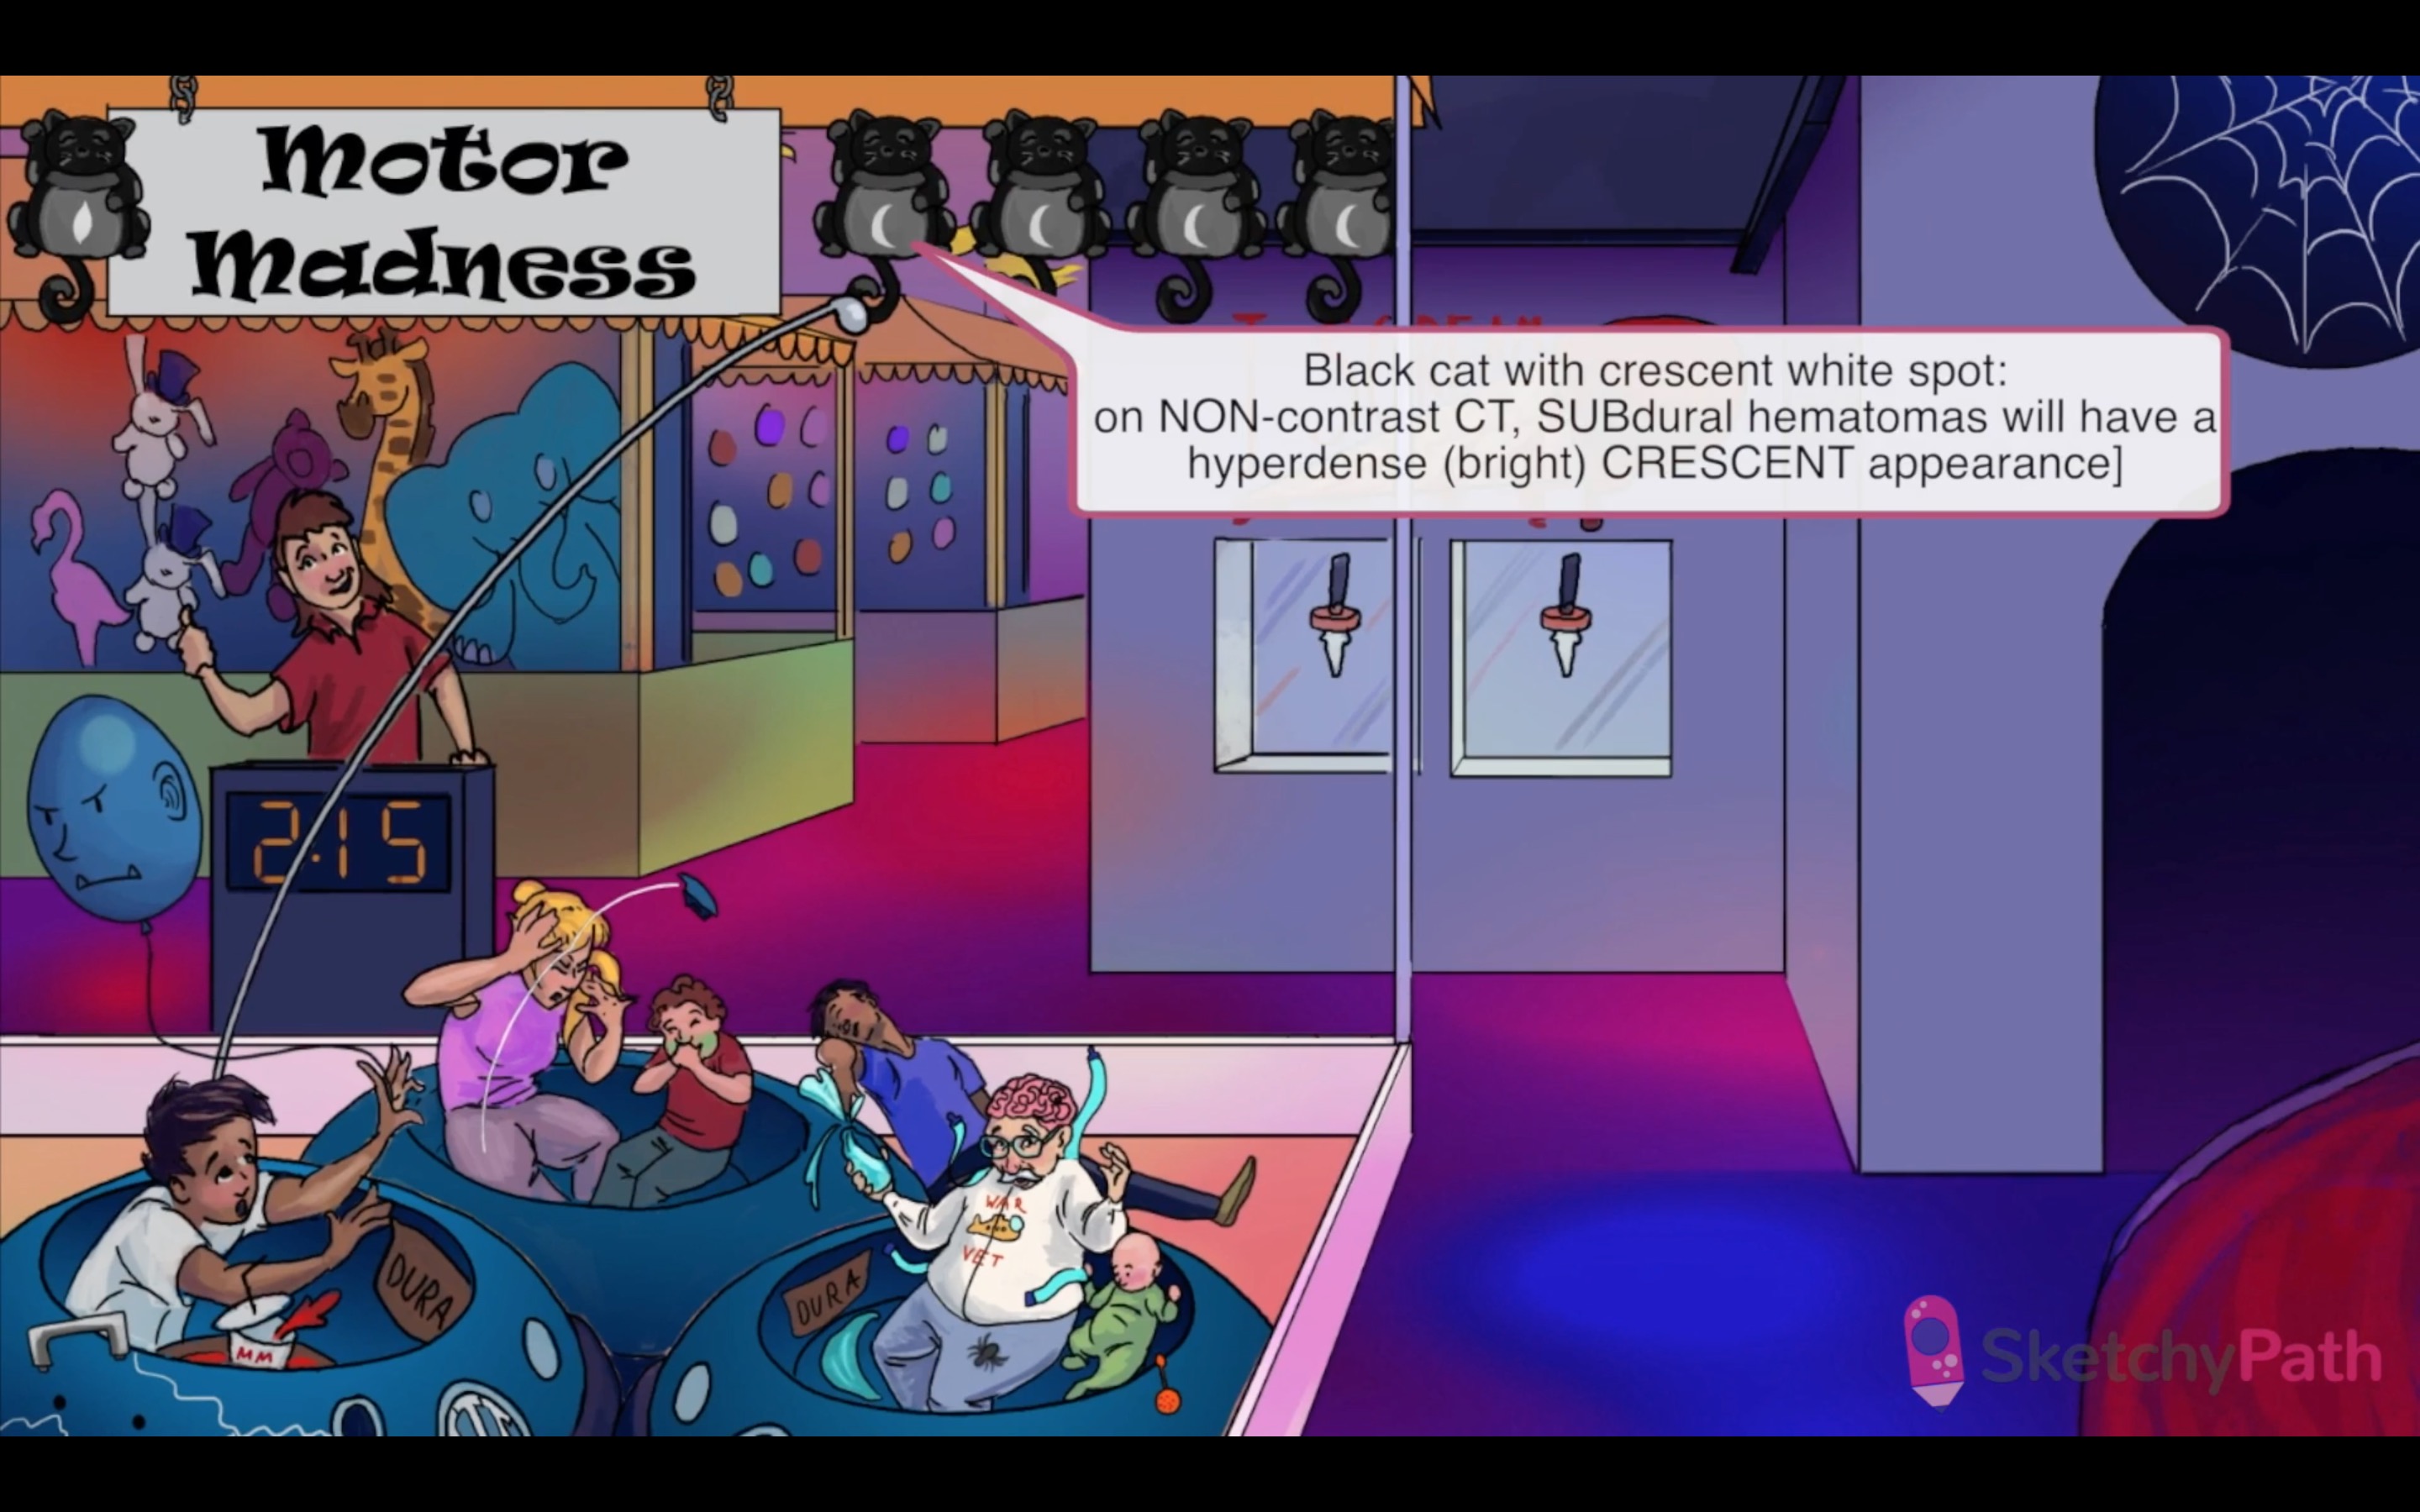 Motor
Madness
Black cat with crescent white spot:
on NON-contrast CT, SUBdural hematomas will have a
hyperdense (bright) CRESCENT appearance]
2:15
WAR
VET
DURA
DURA
MM
SketchyPath